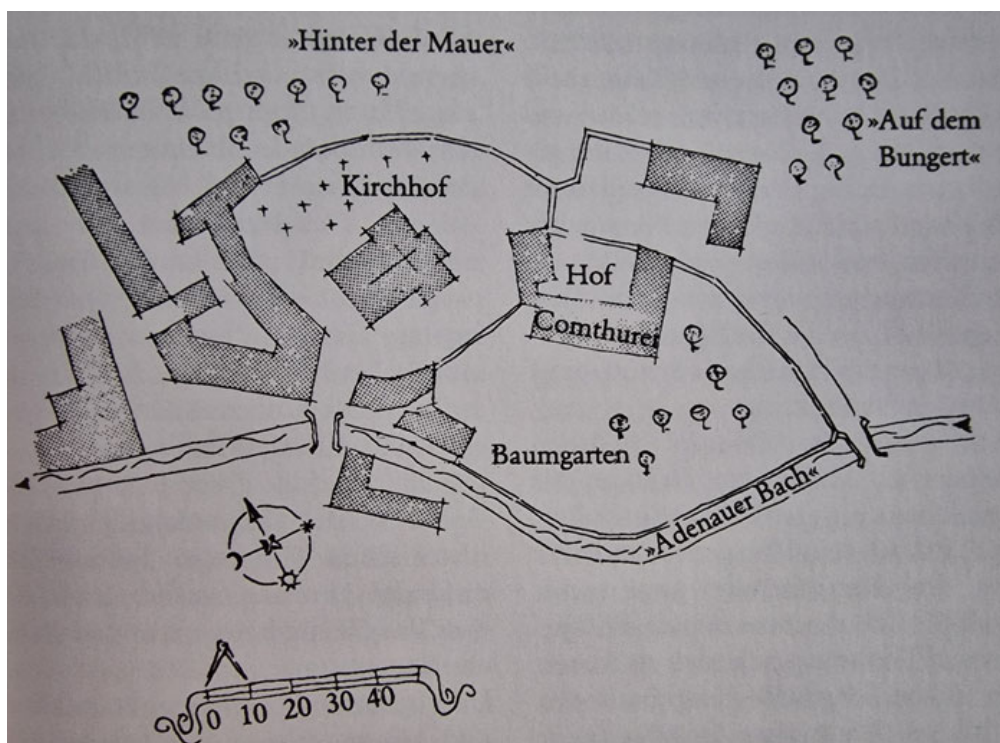 »Hinter der Mauer«
»Auf dem
Bungert«
Kirchhof
Hof
Comthurei
Baumgarten
»Adenauer Bach«
0 10 20 30 40